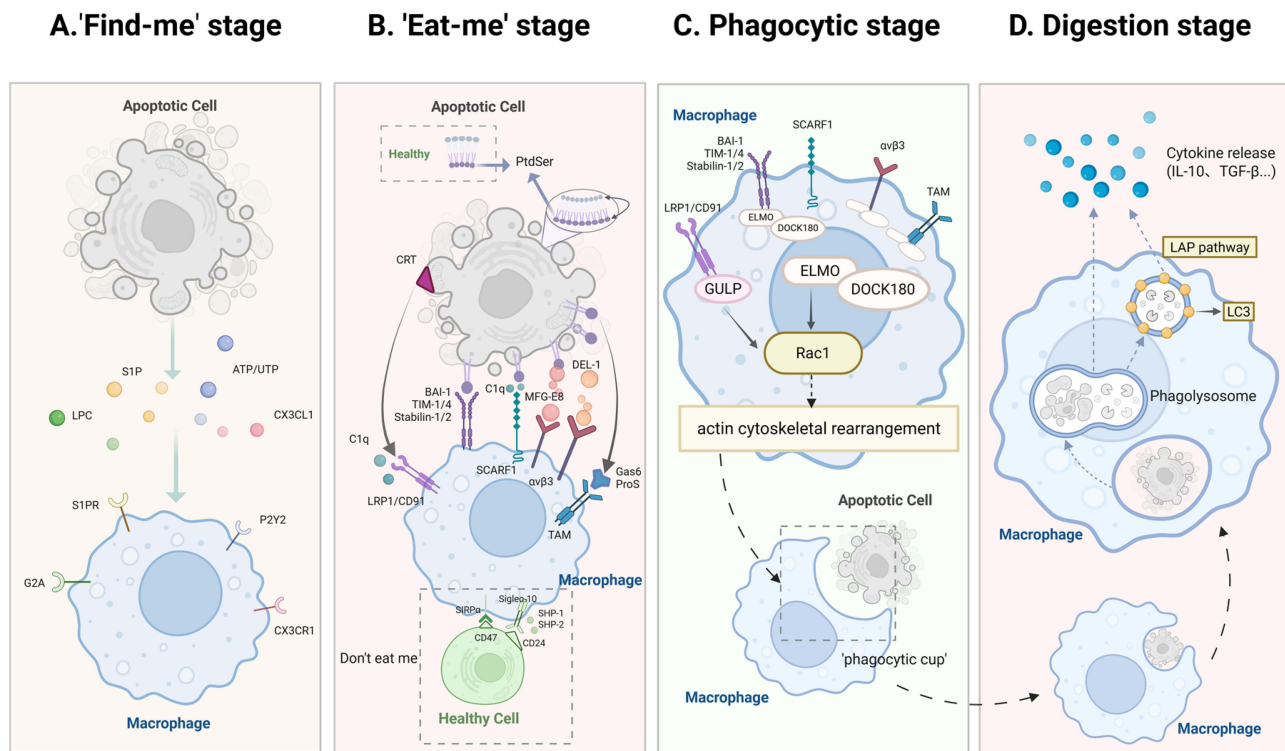 A.'Find-me' stage
B. 'Eat-me' stage
C. Phagocytic stage
D. Digestion stage
Apoptotic Cell
S1P
ATP/UTP
LPC
CX3CL1
S1PR
P2Y2
G2A
CX3CR1
Macrophage
Apoptotic Cell
Healthy
PtdSer
CRT
DEL-1
C1q
MFG-E8
BAI-1
TIM-1/4
Stabilin-1/2
C1q
SCARF1
αvβ3
Gas6
ProS
LRP1/CD91
TAM
Macrophage
Siglec-10
SIRPα
SHP-1
SHP-2
CD47
CD24
Don't eat me
Healthy Cell
Macrophage
SCARF1
BAI-1
TIM-1/4
Stabilin-1/2
αvβ3
TAM
LRP1/CD91
ELMO
DOCK180
ELMO
DOCK180
GULP
Rac1
actin cytoskeletal rearrangement
Apoptotic Cell
'phagocytic cup'
Macrophage
Cytokine release
(IL-10、TGF-β...)
LAP pathway
LC3
Phagolysosome
Macrophage
Macrophage